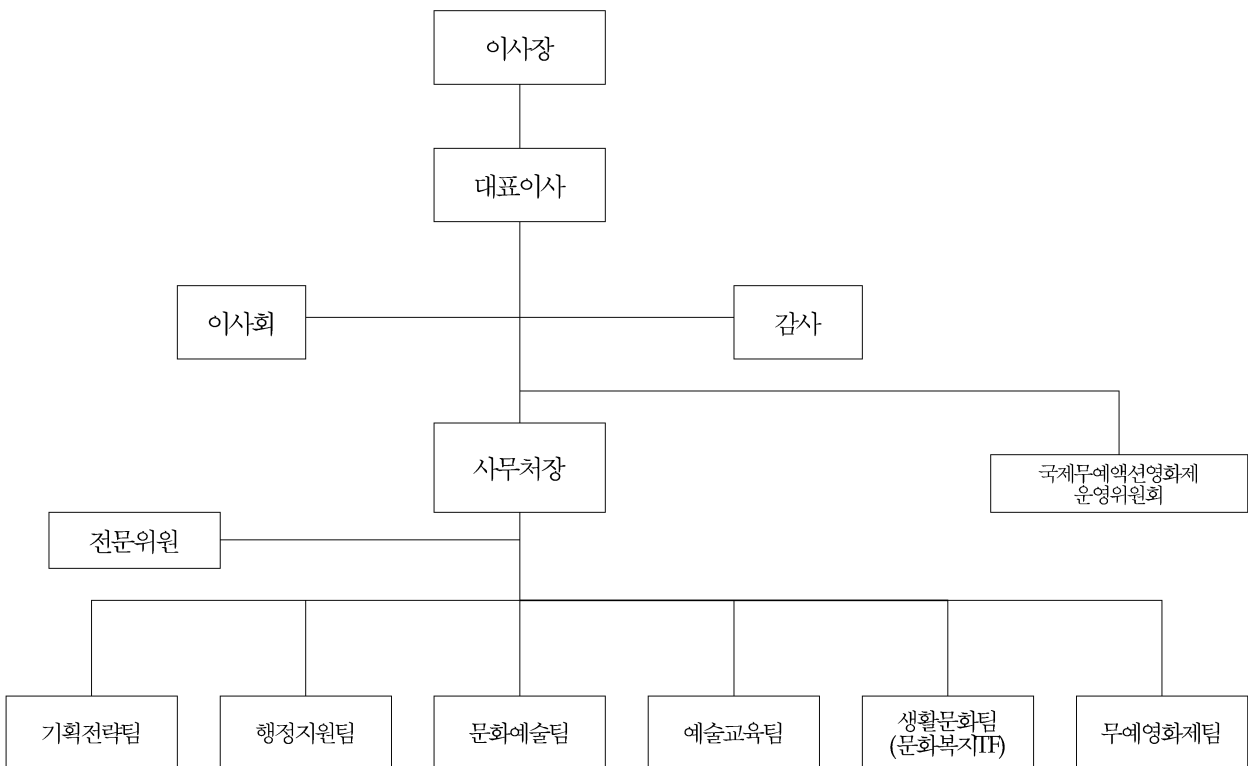 이사장
대표이사
이사회
감사
사무처장
국제무예액션영화제
운영위원회
전문위원
기획전략팀
행정지원팀
문화예술팀
예술교육팀
생활문화팀
(문화복지TF)
무예영화제팀